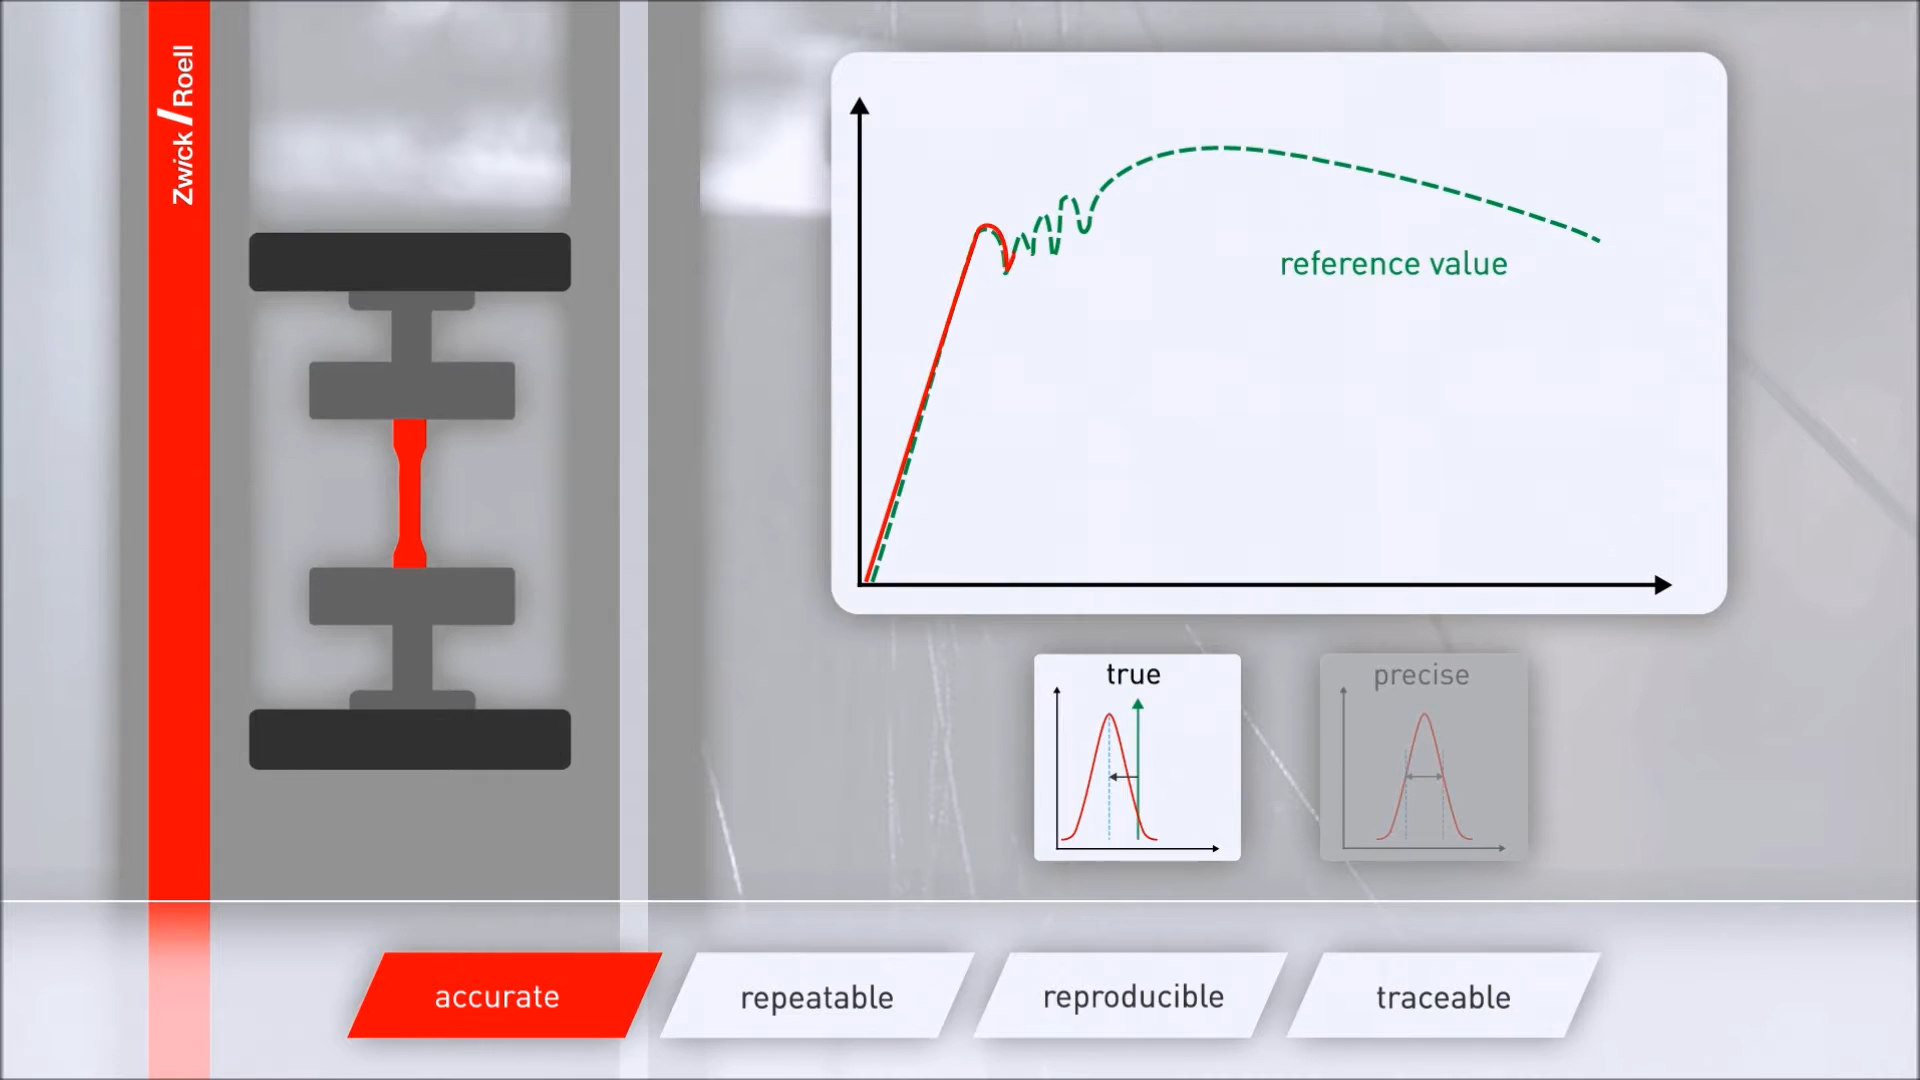 Zwick/Roell
reference value
true
precise
accurate
repeatable
reproducible
traceable